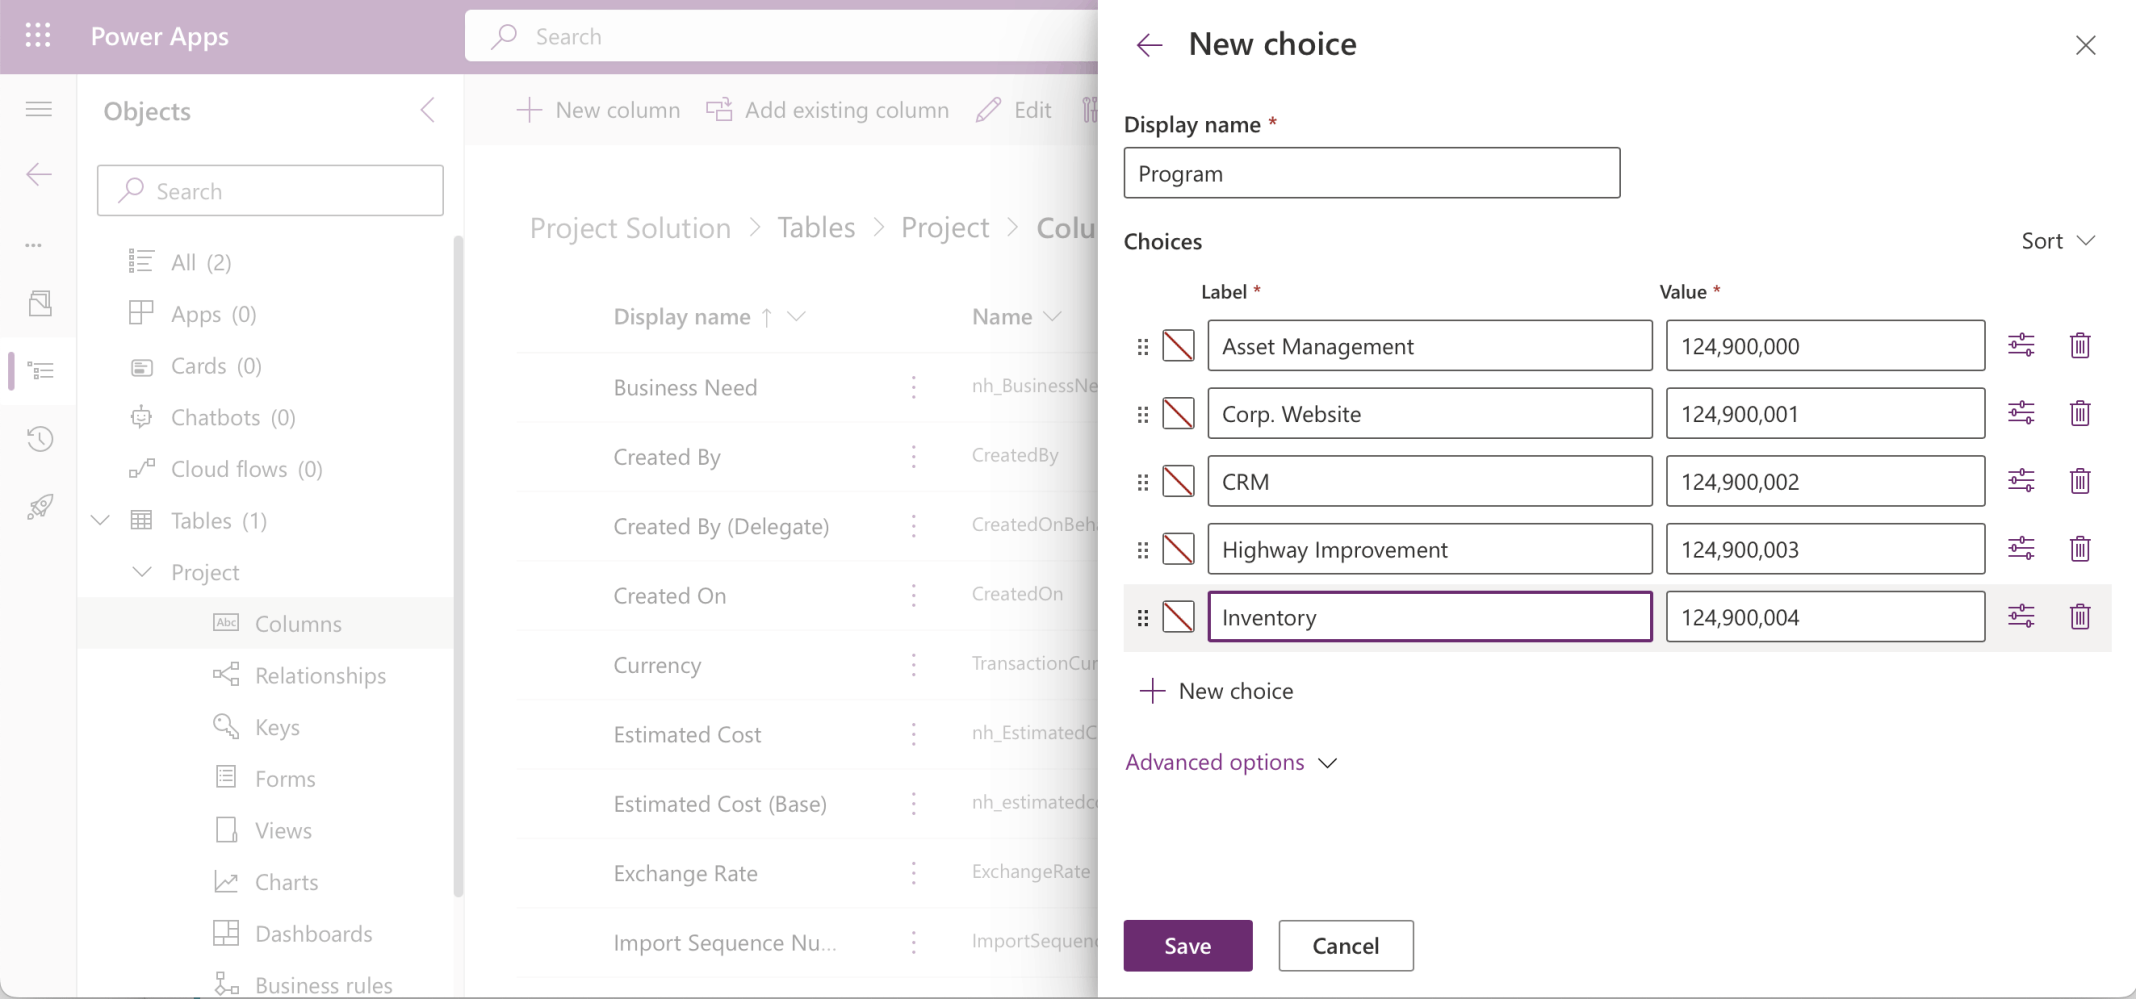 Power Apps
Search
Objects
Search
All (2)
Apps (0)
Cards (0)
Chatbots (0)
Cloud flows (0)
Tables (1)
Project
Abc Columns
Relationships
Keys
Forms
Views
Charts
Dashboards
Business rules
New column
Add existing column
Edit
Project Solution > Tables > Project > Colu
Display name Name
Business Need nh_BusinessNe
Created By CreatedBy
Created By (Delegate) CreatedOnBeha
Created On CreatedOn
Currency TransactionCur
Estimated Cost nh_EstimatedC
Estimated Cost (Base) nh_estimatedco
Exchange Rate ExchangeRate
Import Sequence Nu... ImportSequenc
New choice
Display name *
Program
Choices
Sort
Label * Value *
Asset Management 124,900,000
Corp. Website 124,900,001
CRM 124,900,002
Highway Improvement 124,900,003
Inventory 124,900,004
New choice
Advanced options
Save
Cancel